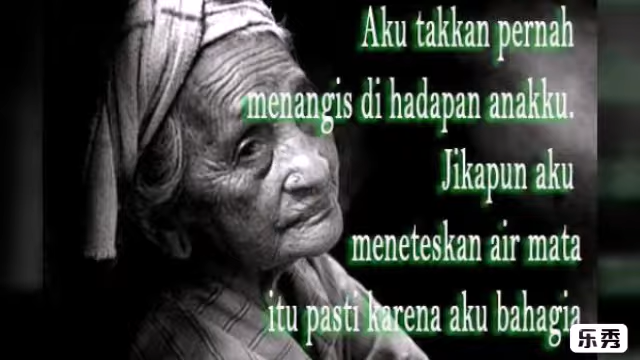 Aku takkan pernah
menangis di hadapan anakku.
Jikapun aku
meneteskan air mata
itu pasti karena aku bahagia
乐秀